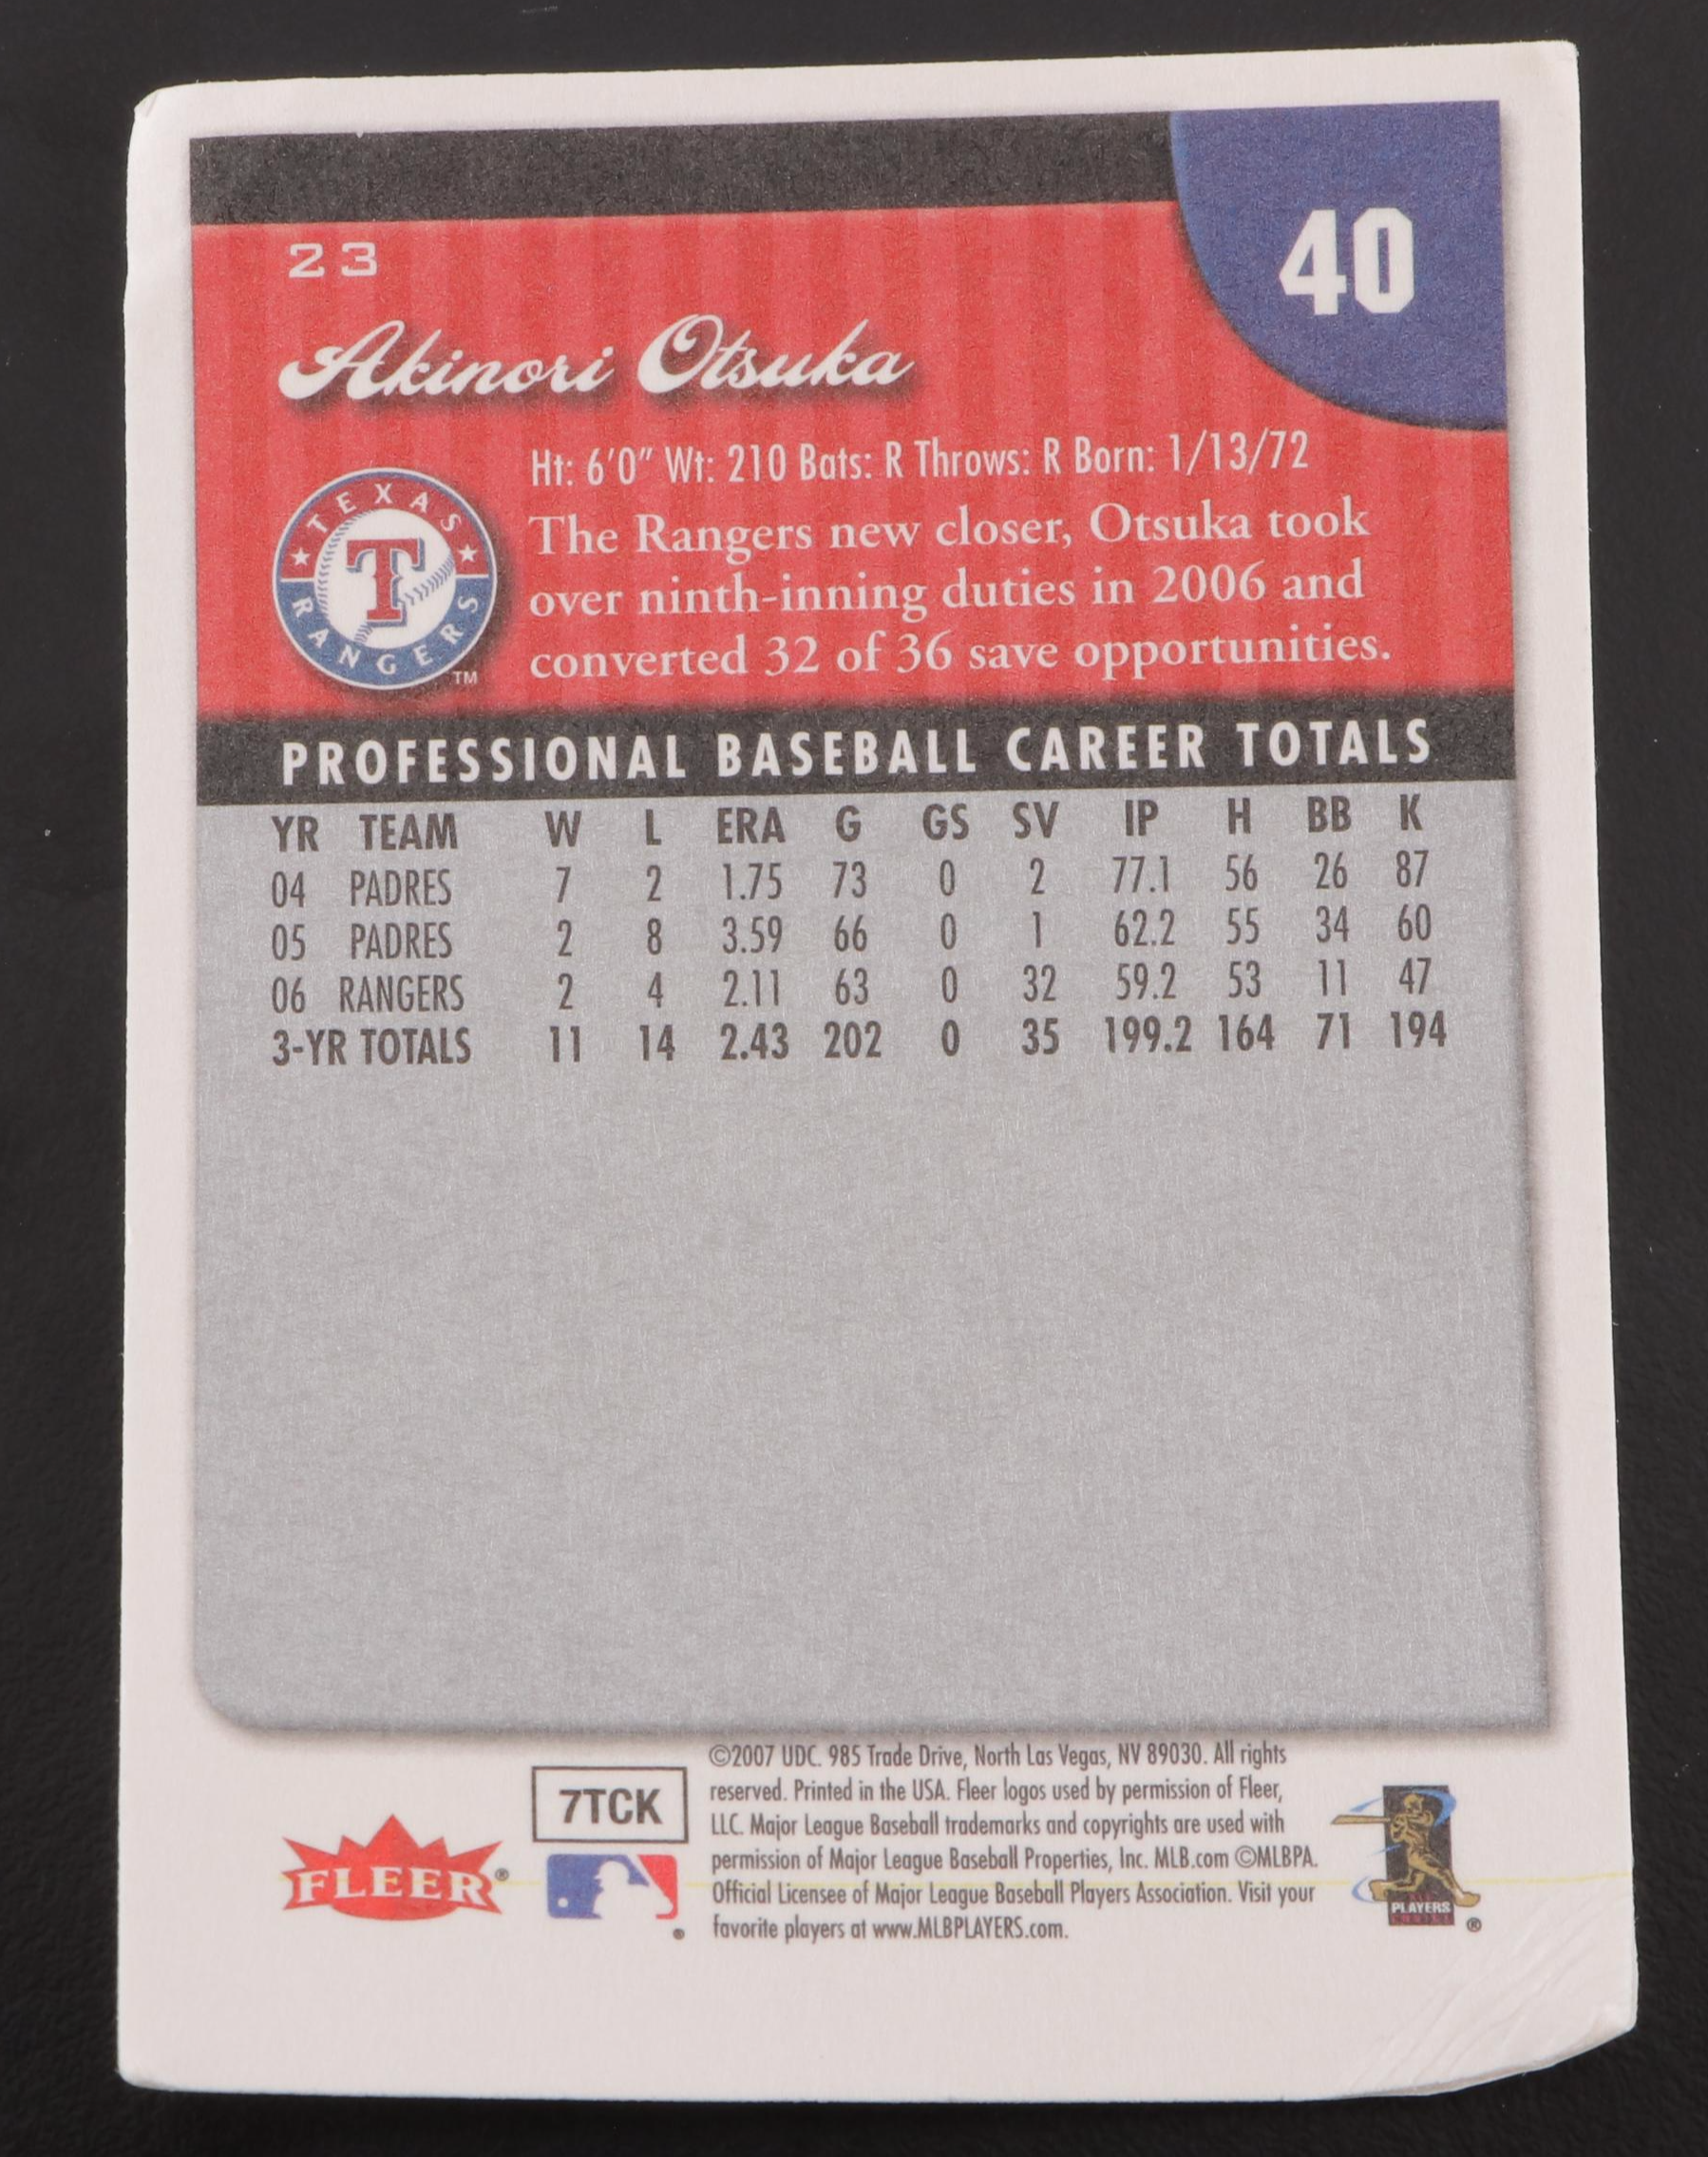 40
23
Akinori Otsuka
Ht: 6'0" Wt: 210 Bats: R Throws: R Born: 1/13/72
TEXAS RANGERS
T
TM
The Rangers new closer, Otsuka took
over ninth-inning duties in 2006 and
converted 32 of 36 save opportunities.
PROFESSIONAL BASEBALL CAREER TOTALS
YR TEAM W L ERA G GS SV IP H BB K
04 PADRES 7 2 1.75 73 0 2 77.1 56 26 87
05 PADRES 2 8 3.59 66 0 1 62.2 55 34 60
06 RANGERS 2 4 2.11 63 0 32 59.2 53 11 47
3-YR TOTALS 11 14 2.43 202 0 35 199.2 164 71 194
FLEER®
7TCK
©2007 UDC. 985 Trade Drive, North Las Vegas, NV 89030. All rights
reserved. Printed in the USA. Fleer logos used by permission of Fleer,
LLC. Major League Baseball trademarks and copyrights are used with
permission of Major League Baseball Properties, Inc. MLB.com ©MLBPA.
Official Licensee of Major League Baseball Players Association. Visit your
favorite players at www.MLBPLAYERS.com.
PLAYERS
®